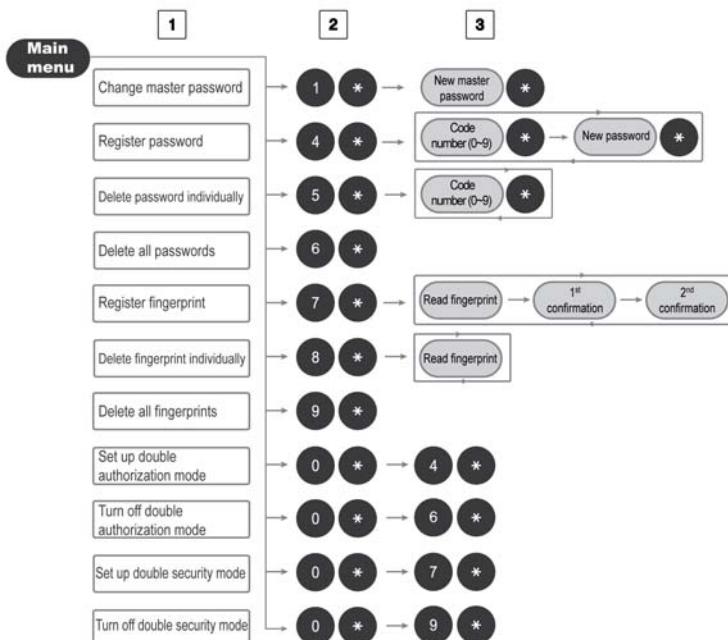 1 2 3
Main
menu
Change master password 1 * New master
password *
Register password 4 * Code
number (0~9) * New password *
Delete password individually 5 * Code
number (0~9) *
Delete all passwords 6 *
Register fingerprint 7 * Read fingerprint 1st
confirmation 2nd
confirmation
Delete fingerprint individually 8 * Read fingerprint
Delete all fingerprints 9 *
Set up double
authorization mode 0 * 4 *
Turn off double
authorization mode 0 * 6 *
Set up double security mode 0 * 7 *
Turn off double security mode 0 * 9 *